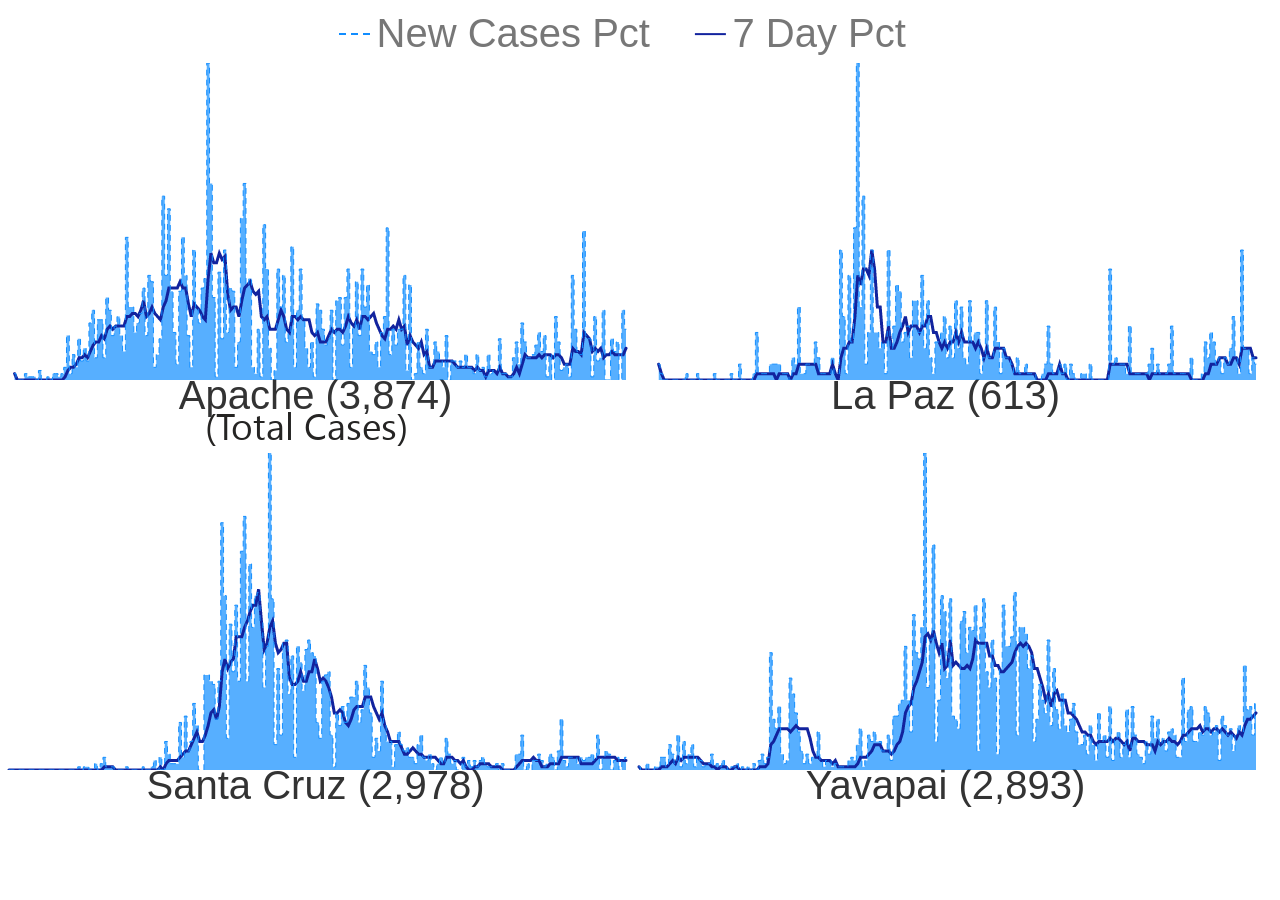 New Cases Pct 7 Day Pct
Apache (3,874) La Paz (613)
(Total Cases)
Santa Cruz (2,978) Yavapai (2,893)